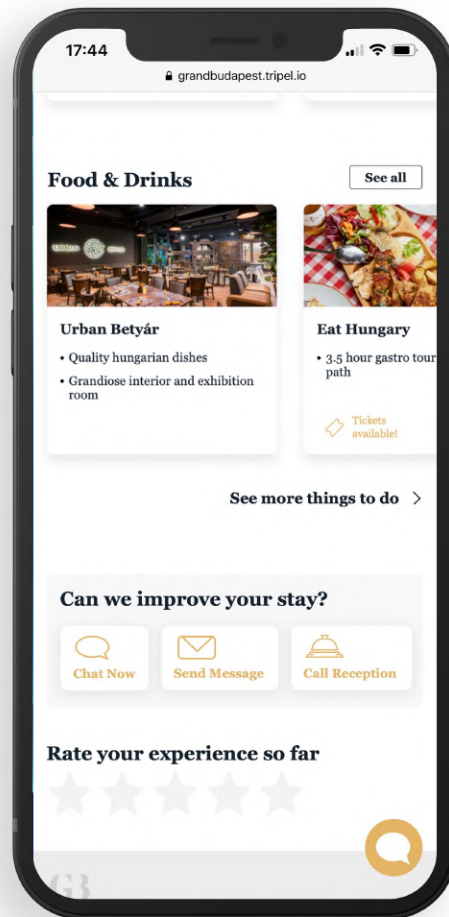 17:44
grandbudapest.tripel.io
Food & Drinks
See all
URBAN
Urban Betyár
• Quality hungarian dishes
• Grandiose interior and exhibition
room
Eat Hungary
• 3.5 hour gastro tour
path
Tickets
available!
See more things to do
Can we improve your stay?
Chat Now
Send Message
Call Reception
Rate your experience so far
GB